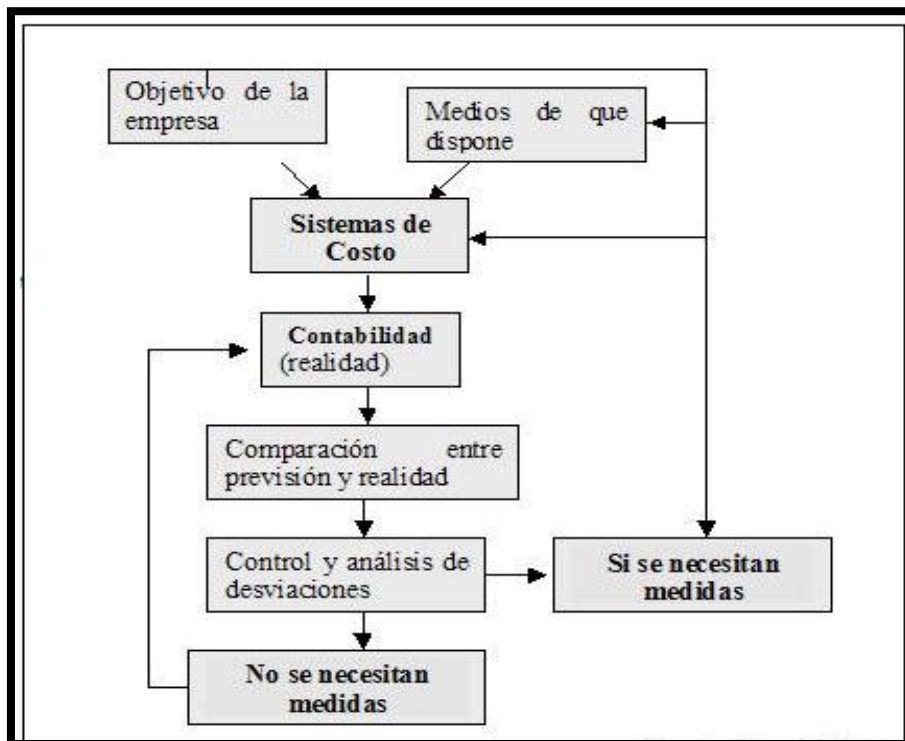 Objetivo de la
empresa
Medios de que
dispone
Sistemas de
Costo
Contabilidad
(realidad)
Comparación entre
previsión y realidad
Control y análisis de
desviaciones
Si se necesitan
medidas
No se necesitan
medidas